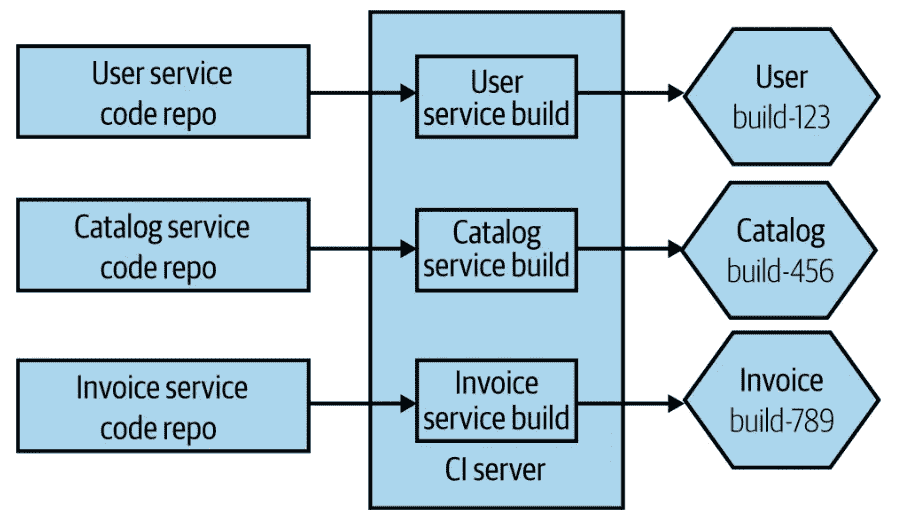 User service
code repo
User
service build
User
build-123
Catalog service
code repo
Catalog
service build
Catalog
build-456
Invoice service
code repo
Invoice
service build
Invoice
build-789
CI server